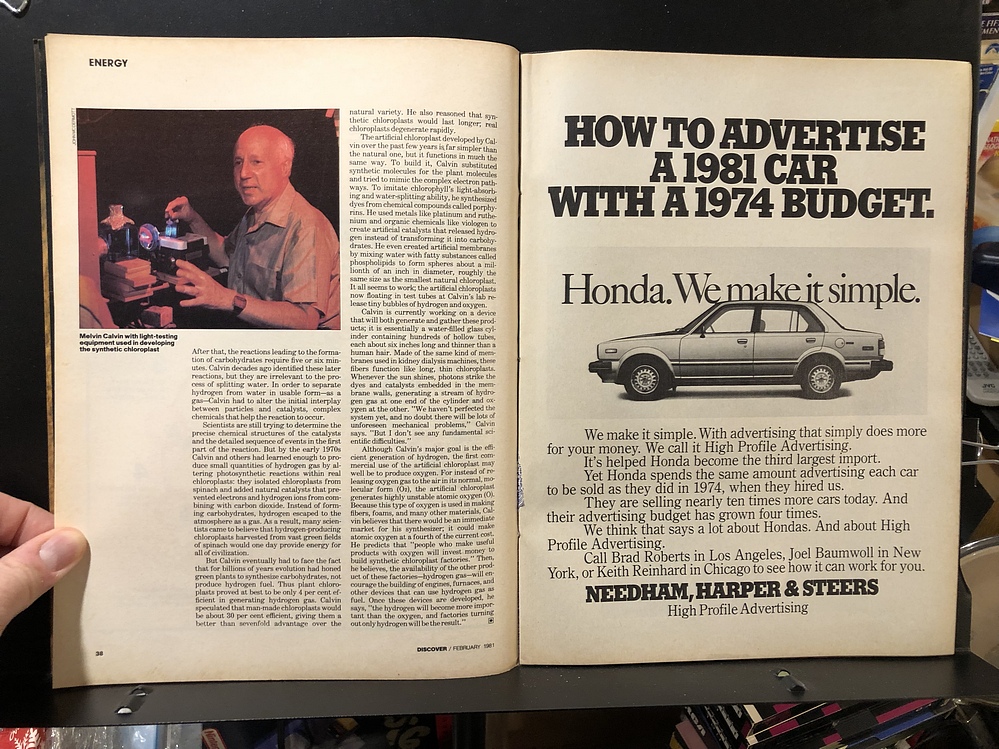 ENERGY
Melvin Calvin with light-testing
equipment used in developing
the synthetic chloroplast
After that, the reactions leading to the forma-
tion of carbohydrates require five or six min-
utes. Calvin decades ago identified these later
reactions, but they are irrelevant to the pro-
cess of splitting water. In order to separate
hydrogen from water in usable form—as a
gas—Calvin had to alter the initial interplay
between particles and catalysts, complex
chemicals that help the reaction to occur.
Scientists are still trying to determine the
precise chemical structures of the catalysts
and the detailed sequence of events in the first
part of the reaction. But by the early 1970s
Calvin and others had learned enough to pro-
duce small quantities of hydrogen gas by al-
tering photosynthetic reactions within real
chloroplasts: they isolated chloroplasts from
spinach and added natural catalysts that pre-
vented electrons and hydrogen ions from com-
bining with carbon dioxide. Instead of form-
ing carbohydrates, hydrogen escaped to the
atmosphere as a gas. As a result, many scien-
tists came to believe that hydrogen-producing
chloroplasts harvested from vast green fields
of spinach would one day provide energy for
all of civilization.
But Calvin eventually had to face the fact
that for billions of years evolution had honed
green plants to synthesize carbohydrates, not
produce hydrogen fuel. Thus plant chloro-
plasts proved at best to be only 4 per cent ef-
ficient in generating hydrogen gas. Calvin
speculated that man-made chloroplasts would
be about 30 per cent efficient, giving them a
better than sevenfold advantage over the
natural variety. He also reasoned that syn-
thetic chloroplasts would last longer; real
chloroplasts degenerate rapidly.
The artificial chloroplast developed by Cal-
vin over the past few years is far simpler than
the natural one, but it functions in much the
same way. To build it, Calvin substituted
synthetic molecules for the plant molecules
and tried to mimic the complex electron path-
ways. To imitate chlorophyll's light-absorb-
ing and water-splitting ability, he synthesized
dyes from chemical compounds called porphy-
rins. He used metals like platinum and ruthe-
nium and organic chemicals like viologen to
create artificial catalysts that released hydro-
gen instead of transforming it into carbohy-
drates. He even created artificial membranes
by mixing water with fatty substances called
phospholipids to form spheres about a mil-
lionth of an inch in diameter, roughly the
same size as the smallest natural chloroplast.
It all seems to work; the artificial chloroplasts
now floating in test tubes at Calvin's lab re-
lease tiny bubbles of hydrogen and oxygen.
Calvin is currently working on a device
that will both generate and gather these prod-
ucts; it is essentially a water-filled glass cyl-
inder containing hundreds of hollow tubes,
each about six inches long and thinner than a
human hair. Made of the same kind of mem-
branes used in kidney dialysis machines, these
fibers function like long, thin chloroplasts.
Whenever the sun shines, photons strike the
dyes and catalysts embedded in the mem-
brane walls, generating a stream of hydro-
gen gas at one end of the cylinder and ox-
ygen at the other. "We haven't perfected the
system yet, and no doubt there will be lots of
unforeseen mechanical problems," Calvin
says. "But I don't see any fundamental sci-
entific difficulties."
Although Calvin's major goal is the effi-
cient generation of hydrogen, the first com-
mercial use of the artificial chloroplast may
well be to produce oxygen. For instead of re-
leasing oxygen gas to the air in its normal, mo-
lecular form (O₂), the artificial chloroplast
generates highly unstable atomic oxygen (O).
Because this type of oxygen is used in making
fibers, foams, and many other materials, Cal-
vin believes that there would be an immediate
market for his synthesizer; it could make
atomic oxygen at a fourth of the current cost.
He predicts that "people who make useful
products with oxygen will invest money to
build synthetic chloroplast factories." Then,
he believes, the availability of the other prod-
uct of these factories—hydrogen gas—will en-
courage the building of engines, furnaces, and
other devices that can use hydrogen gas as
fuel. Once these devices are developed, he
says, "the hydrogen will become more impor-
tant than the oxygen, and factories turning
out only hydrogen will be the result."
38
DISCOVER / FEBRUARY 1981
HOW TO ADVERTISE
A 1981 CAR
WITH A 1974 BUDGET.
Honda. We make it simple.
We make it simple. With advertising that simply does more
for your money. We call it High Profile Advertising.
It's helped Honda become the third largest import.
Yet Honda spends the same amount advertising each car
to be sold as they did in 1974, when they hired us.
They are selling nearly ten times more cars today. And
their advertising budget has grown four times.
We think that says a lot about Hondas. And about High
Profile Advertising.
Call Brad Roberts in Los Angeles, Joel Baumwoll in New
York, or Keith Reinhard in Chicago to see how it can work for you.
NEEDHAM, HARPER & STEERS
High Profile Advertising